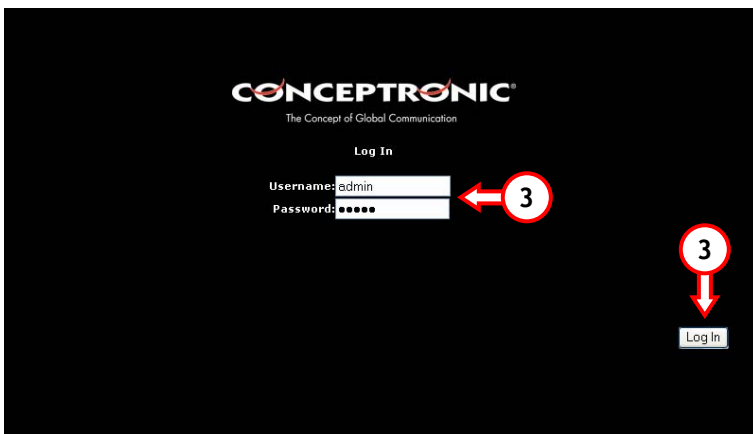 CONCEPTRONIC®
The Concept of Global Communication
Log In
Username: admin
Password: •••••
3
3
Log In